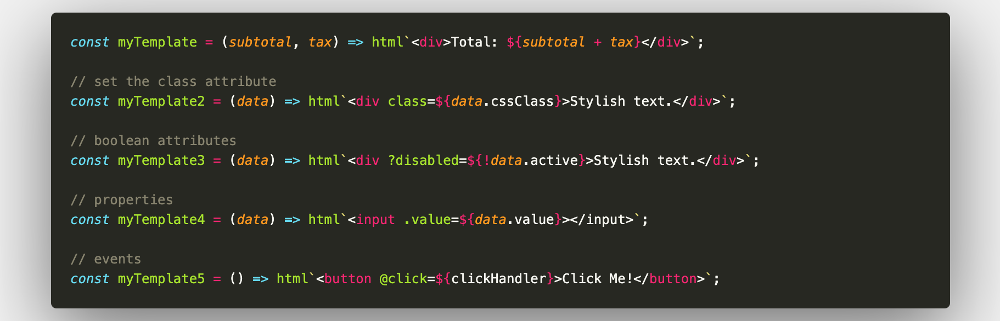 const myTemplate = (subtotal, tax) => html`<div>Total: ${subtotal + tax}</div>`;
// set the class attribute
const myTemplate2 = (data) => html`<div class=${data.cssClass}>Stylish text.</div>`;
// boolean attributes
const myTemplate3 = (data) => html`<div ?disabled=${!data.active}>Stylish text.</div>`;
// properties
const myTemplate4 = (data) => html`<input .value=${data.value}></input>`;
// events
const myTemplate5 = () => html`<button @click=${clickHandler}>Click Me!</button>`;